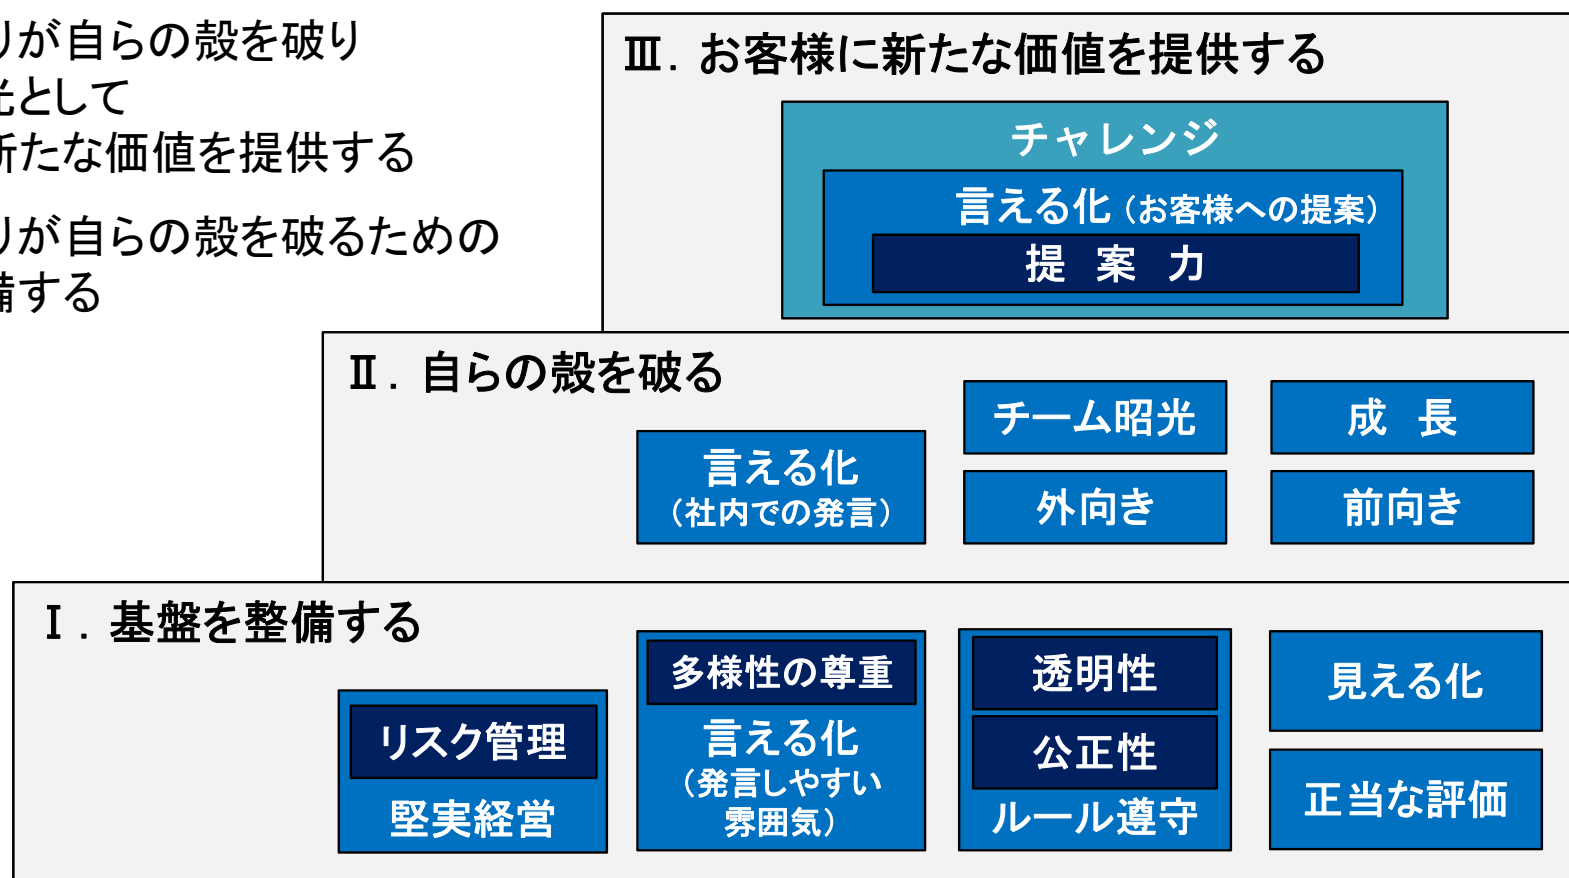 りが自らの殻を破り
光として
新たな価値を提供する
りが自らの殻を破るための
備する
Ⅲ．お客様に新たな価値を提供する
チャレンジ
言える化（お客様への提案）
提 案 力
Ⅱ．自らの殻を破る
チーム昭光
成 長
言える化
（社内での発言）
外向き
前向き
Ⅰ．基盤を整備する
リスク管理
堅実経営
多様性の尊重
言える化
（発言しやすい
雰囲気）
透明性
公正性
ルール遵守
見える化
正当な評価